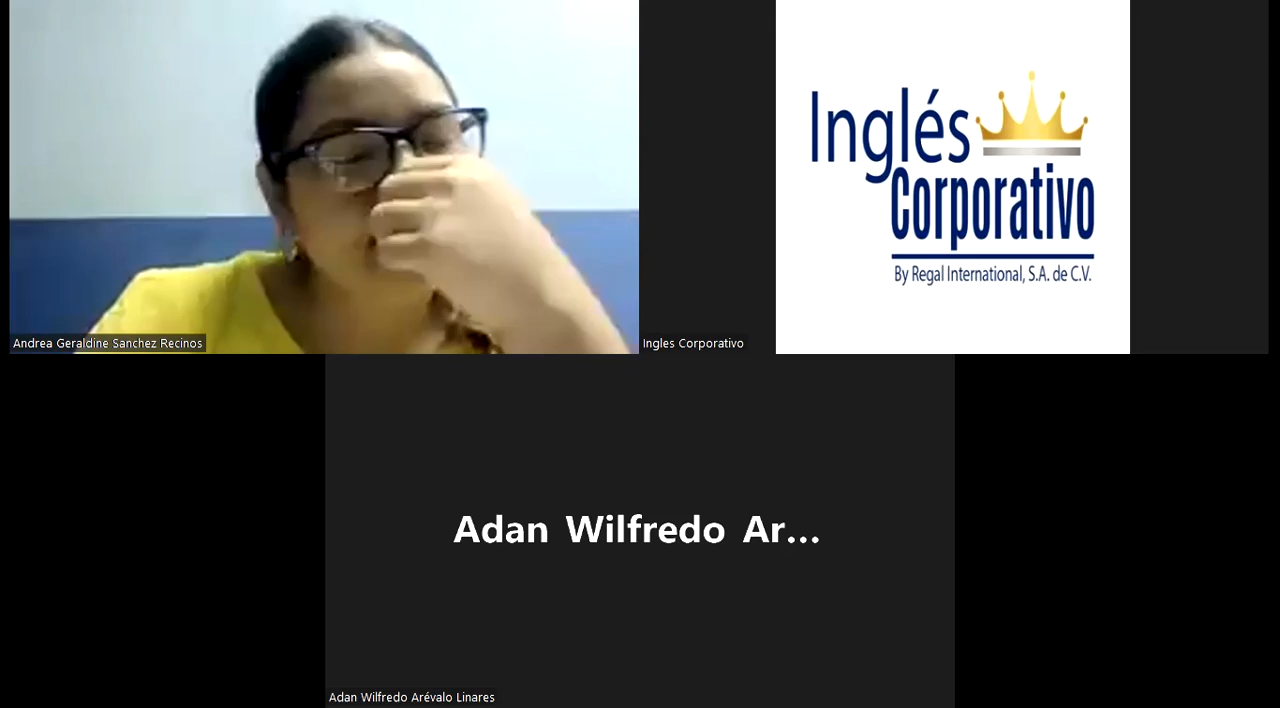 Inglés
Corporativo
By Regal International, S.A. de C.V.
Andrea Geraldine Sanchez Recinos
Ingles Corporativo
Adan Wilfredo Ar...
Adan Wilfredo Arévalo Linares